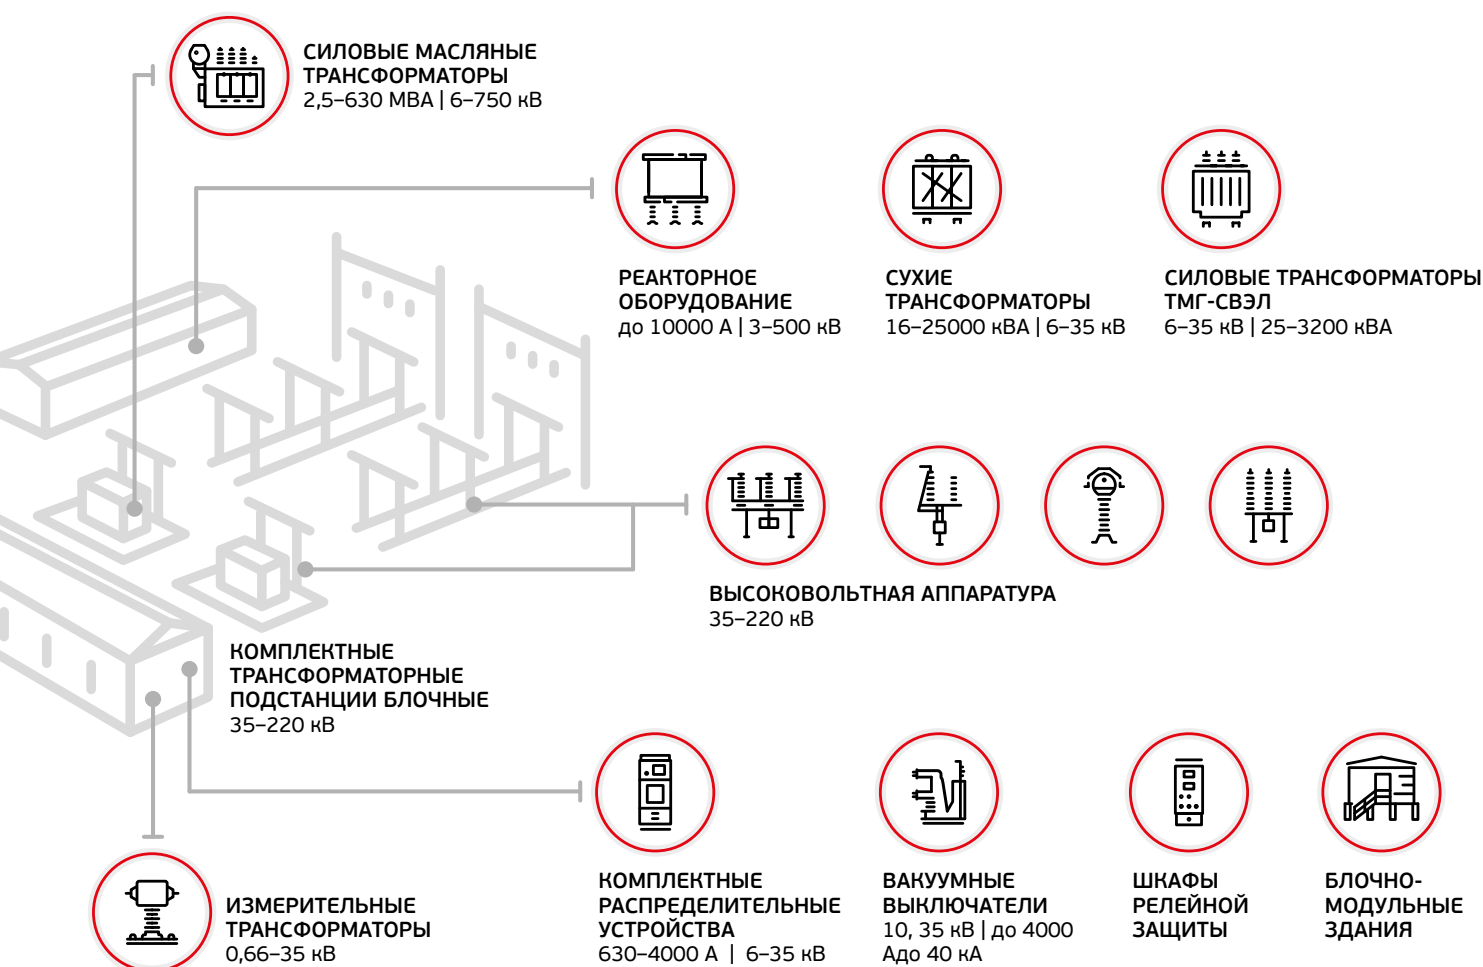 СИЛОВЫЕ МАСЛЯНЫЕ
ТРАНСФОРМАТОРЫ
2,5–630 МВА | 6–750 кВ
РЕАКТОРНОЕ
ОБОРУДОВАНИЕ
до 10000 А | 3–500 кВ
СУХИЕ
ТРАНСФОРМАТОРЫ
16–25000 кВА | 6–35 кВ
СИЛОВЫЕ ТРАНСФОРМАТОРЫ
ТМГ-СВЭЛ
6–35 кВ | 25–3200 кВА
ВЫСОКОВОЛЬТНАЯ АППАРАТУРА
35–220 кВ
КОМПЛЕКТНЫЕ
ТРАНСФОРМАТОРНЫЕ
ПОДСТАНЦИИ БЛОЧНЫЕ
35–220 кВ
ИЗМЕРИТЕЛЬНЫЕ
ТРАНСФОРМАТОРЫ
0,66–35 кВ
КОМПЛЕКТНЫЕ
РАСПРЕДЕЛИТЕЛЬНЫЕ
УСТРОЙСТВА
630–4000 А | 6–35 кВ
ВАКУУМНЫЕ
ВЫКЛЮЧАТЕЛИ
10, 35 кВ | до 4000
Адо 40 кА
ШКАФЫ
РЕЛЕЙНОЙ
ЗАЩИТЫ
БЛОЧНО-
МОДУЛЬНЫЕ
ЗДАНИЯ